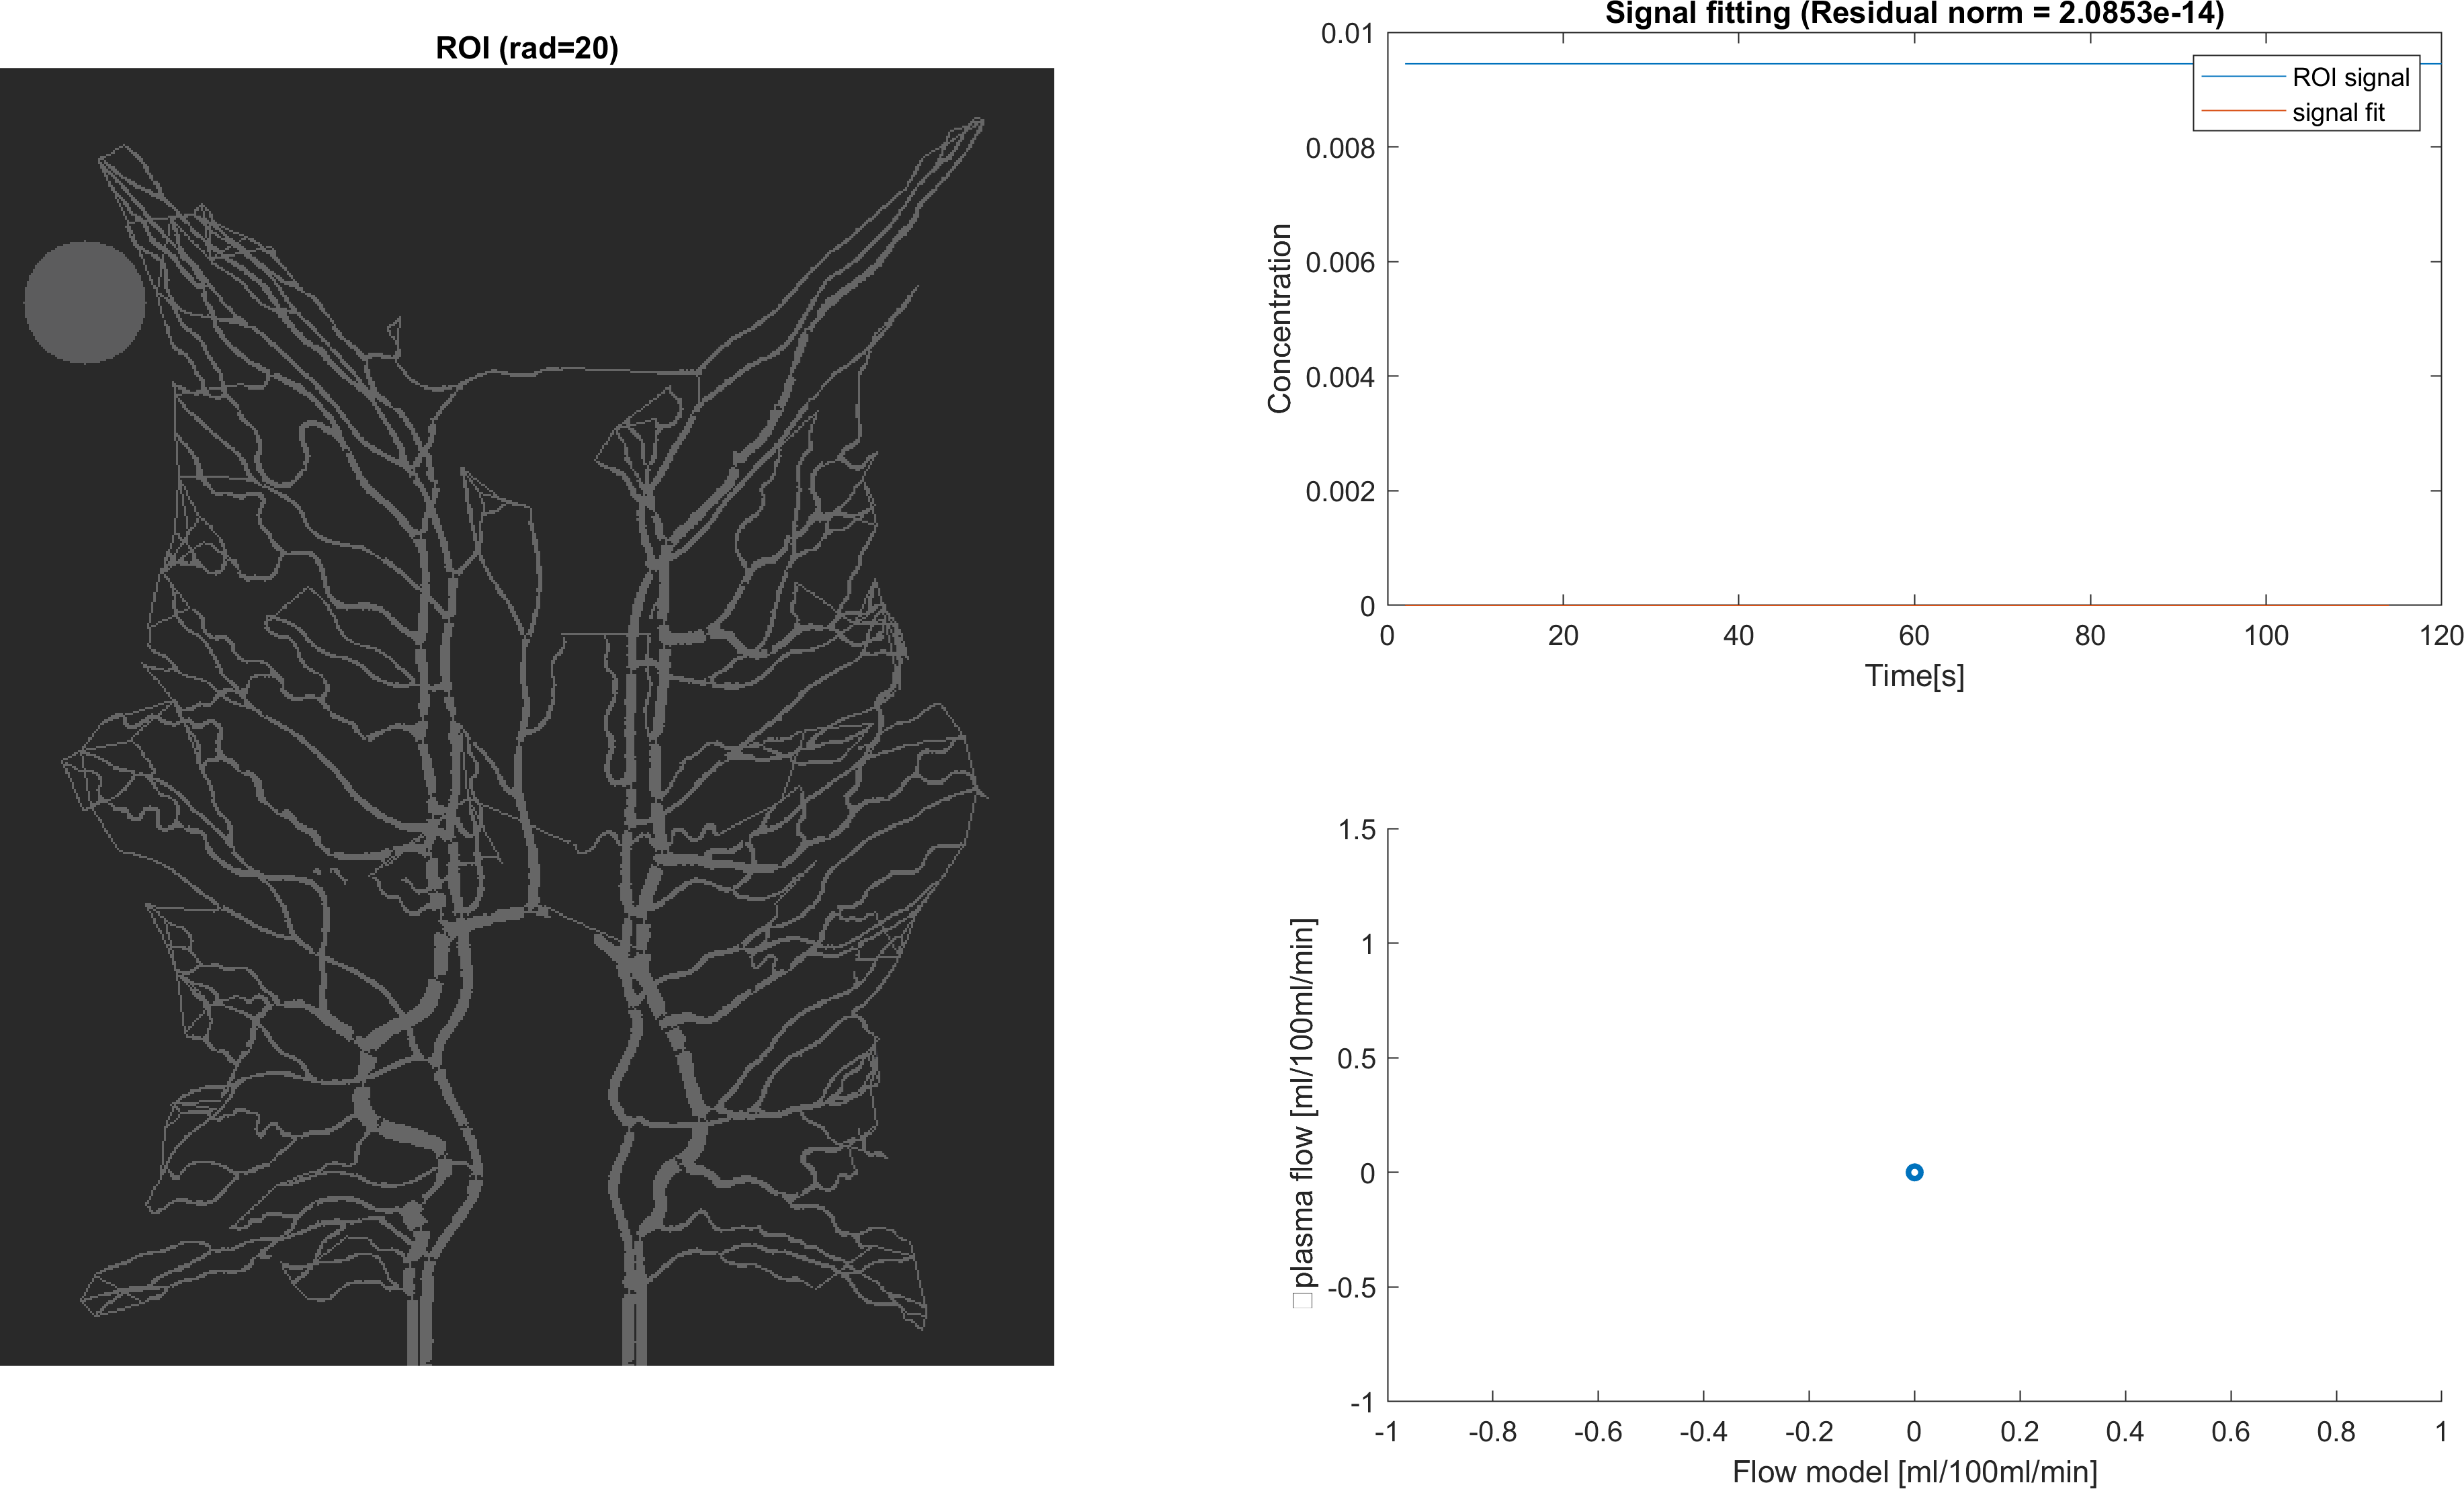 ROI (rad=20)
Signal fitting (Residual norm = 2.0853e-14)
0.01
0.008
0.006
0.004
0.002
0
Concentration
ROI signal
signal fit
0 20 40 60 80 100 120
Time[s]
1.5
1
0.5
0
-0.5
-1
□ plasma flow [ml/100ml/min]
-1 -0.8 -0.6 -0.4 -0.2 0 0.2 0.4 0.6 0.8 1
Flow model [ml/100ml/min]